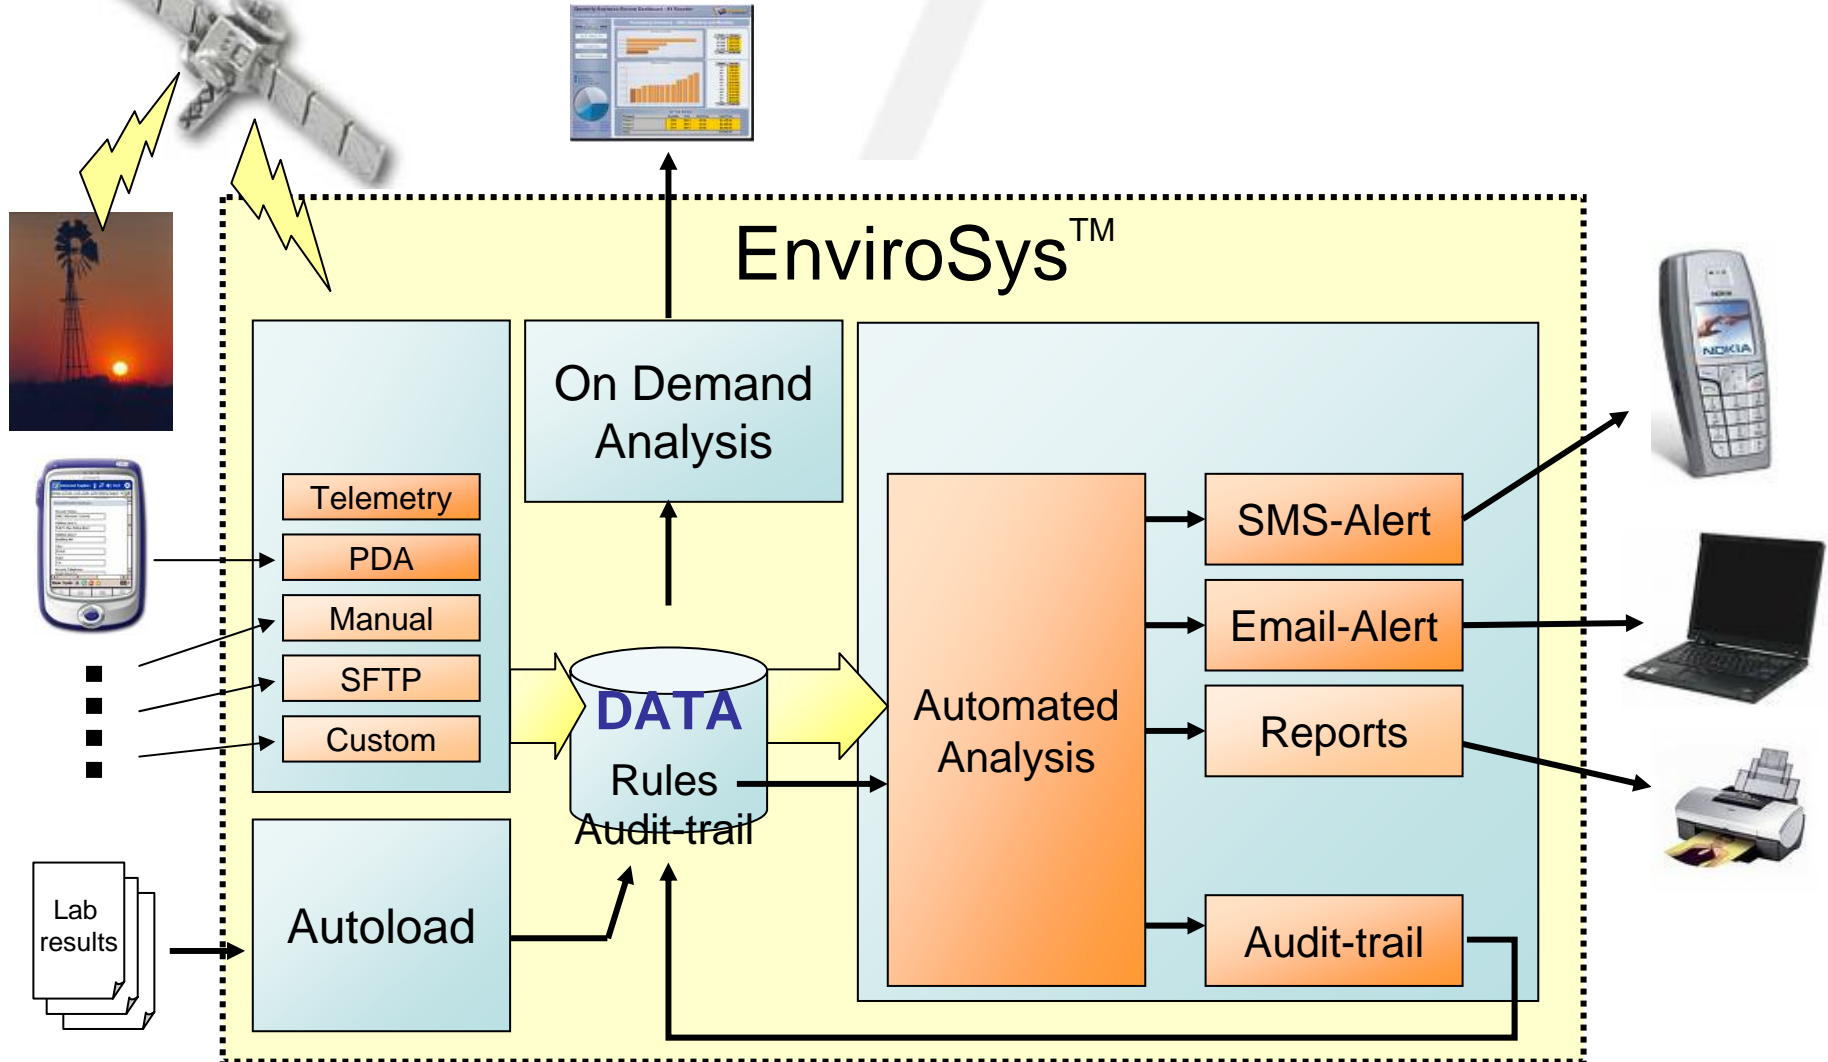 EnviroSys™
On Demand
Analysis
Telemetry
PDA
Manual
SFTP
Custom
DATA
Rules
Audit-trail
Automated
Analysis
SMS-Alert
Email-Alert
Reports
Audit-trail
Autoload
Lab
results
NOKIA